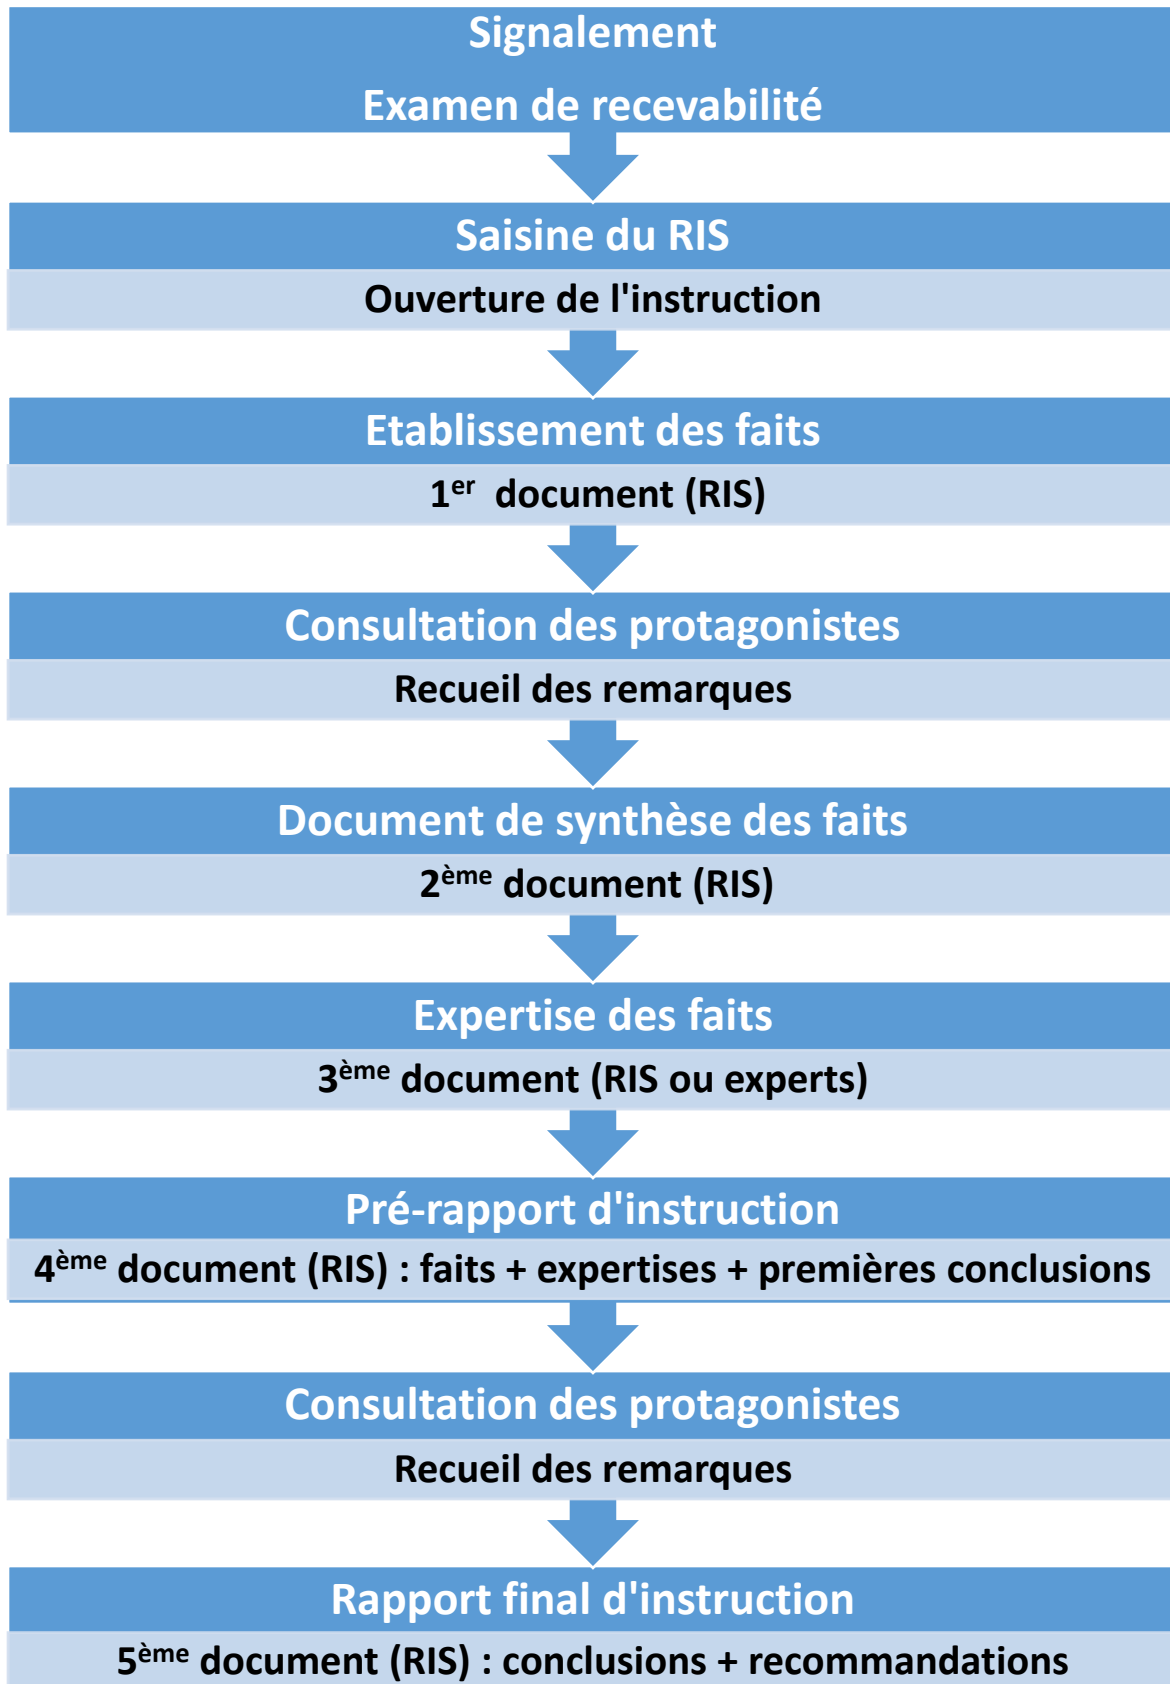 Signalement
Examen de recevabilité
Saisine du RIS
Ouverture de l'instruction
Etablissement des faits
1er document (RIS)
Consultation des protagonistes
Recueil des remarques
Document de synthèse des faits
2ème document (RIS)
Expertise des faits
3ème document (RIS ou experts)
Pré-rapport d'instruction
4ème document (RIS) : faits + expertises + premières conclusions
Consultation des protagonistes
Recueil des remarques
Rapport final d'instruction
5ème document (RIS) : conclusions + recommandations